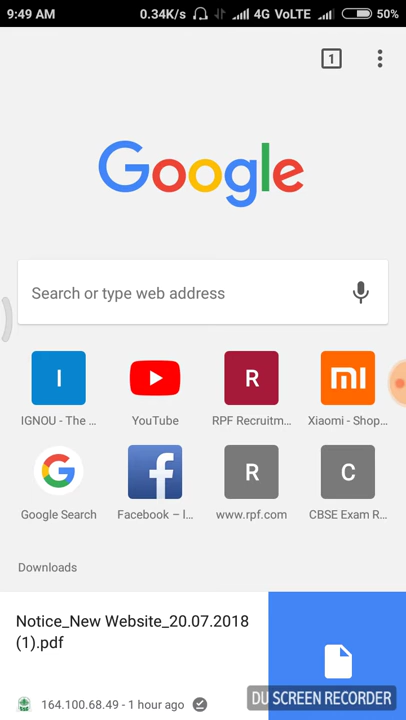 9:49 AM 0.34K/s 4G VoLTE 50%
1
Google
Search or type web address
I R mi
IGNOU - The ... YouTube RPF Recruitm... Xiaomi - Shop...
G f R C
Google Search Facebook – l... www.rpf.com CBSE Exam R...
Downloads
Notice_New Website_20.07.2018
(1).pdf
164.100.68.49 - 1 hour ago
DU SCREEN RECORDER